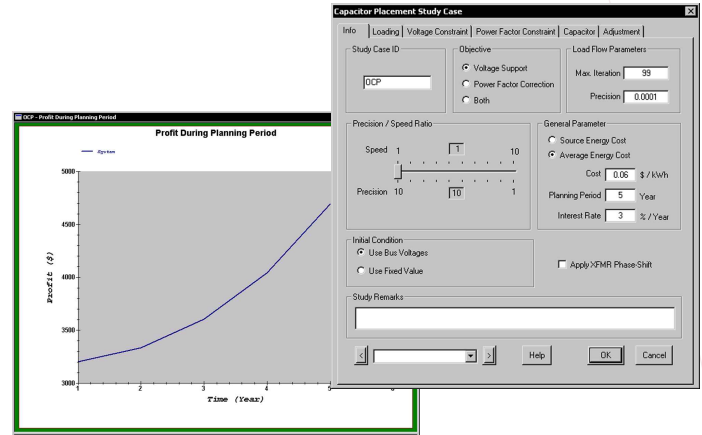 Capacitor Placement Study Case
Info Loading Voltage Constraint Power Factor Constraint Capacitor Adjustment
Study Case ID
OCP
Objective
Voltage Support
Power Factor Correction
Both
Load Flow Parameters
Max. Iteration 99
Precision 0.0001
Precision / Speed Ratio
Speed 1 1 10
Precision 10 10 1
General Parameter
Source Energy Cost
Average Energy Cost
Cost 0.06 $ / kWh
Planning Period 5 Year
Interest Rate 3 % / Year
Initial Condition
Use Bus Voltages
Use Fixed Value
Apply XFMR Phase-Shift
Study Remarks
< > Help OK Cancel
OCP - Profit During Planning Period
Profit During Planning Period
System
5000
4500
4000
3500
3000
Profit ($)
1 2 3 4
Time (Year)